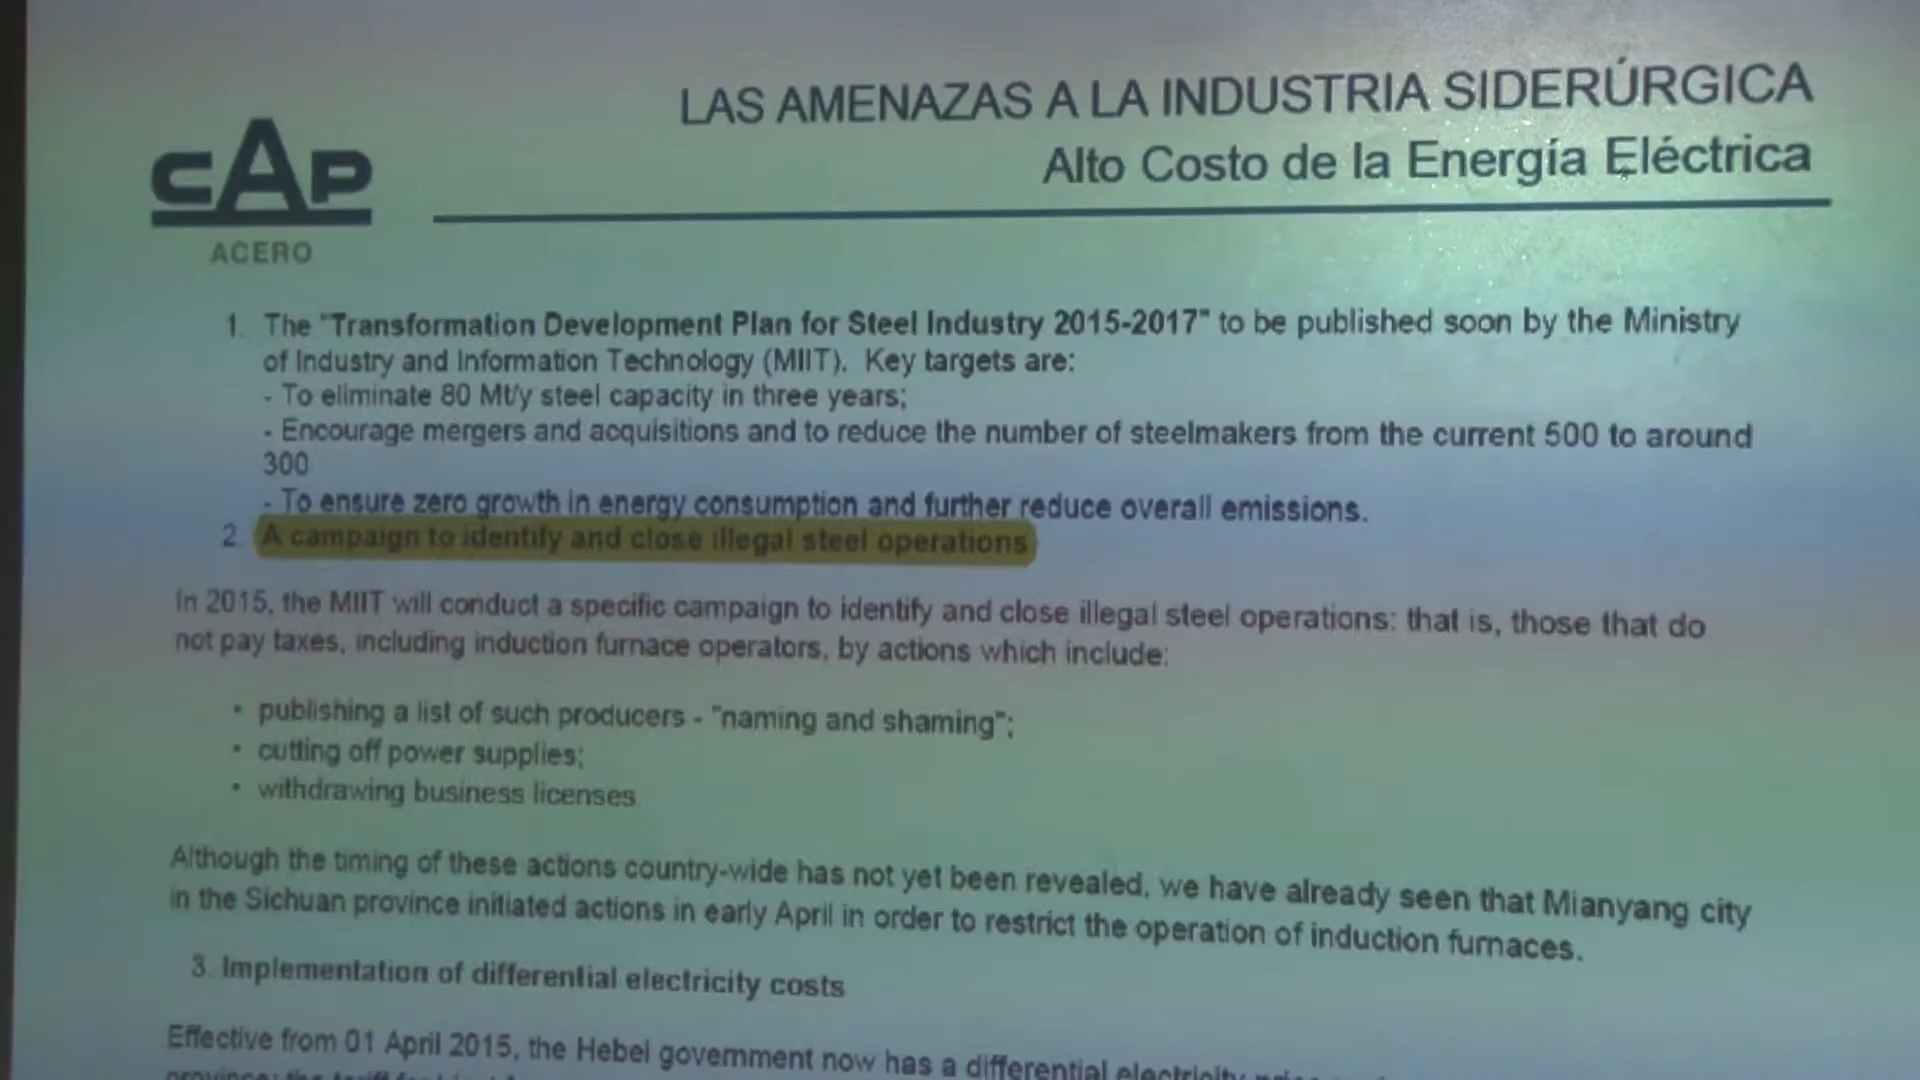 CAP
ACERO
LAS AMENAZAS A LA INDUSTRIA SIDERÚRGICA
Alto Costo de la Energía Eléctrica
1. The "Transformation Development Plan for Steel Industry 2015-2017" to be published soon by the Ministry
of Industry and Information Technology (MIIT). Key targets are:
- To eliminate 80 Mt/y steel capacity in three years;
- Encourage mergers and acquisitions and to reduce the number of steelmakers from the current 500 to around
300
- To ensure zero growth in energy consumption and further reduce overall emissions.
2. A campaign to identify and close illegal steel operations
In 2015, the MIIT will conduct a specific campaign to identify and close illegal steel operations: that is, those that do
not pay taxes, including induction furnace operators, by actions which include:
• publishing a list of such producers - "naming and shaming";
• cutting off power supplies;
• withdrawing business licenses.
Although the timing of these actions country-wide has not yet been revealed, we have already seen that Mianyang city
in the Sichuan province initiated actions in early April in order to restrict the operation of induction furnaces.
3. Implementation of differential electricity costs
Effective from 01 April 2015, the Hebei government now has a differential electricity